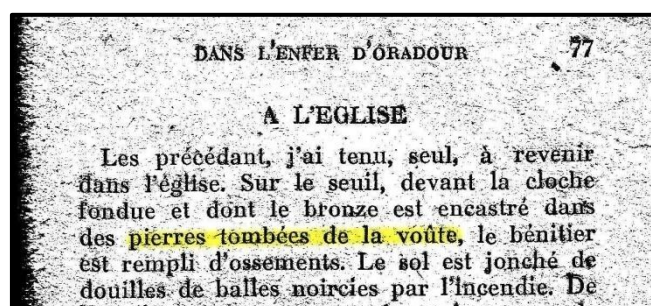 DANS L'ENFER D'ORADOUR 77
A L'EGLISE
Les précédant, j'ai tenu, seul, à revenir
dans l'église. Sur le seuil, devant la cloche
fondue et dont le bronze est encastré dans
des pierres tombées de la voûte, le bénitier
est rempli d'ossements. Le sol est jonché de
douilles de balles noircies par l'incendie. De